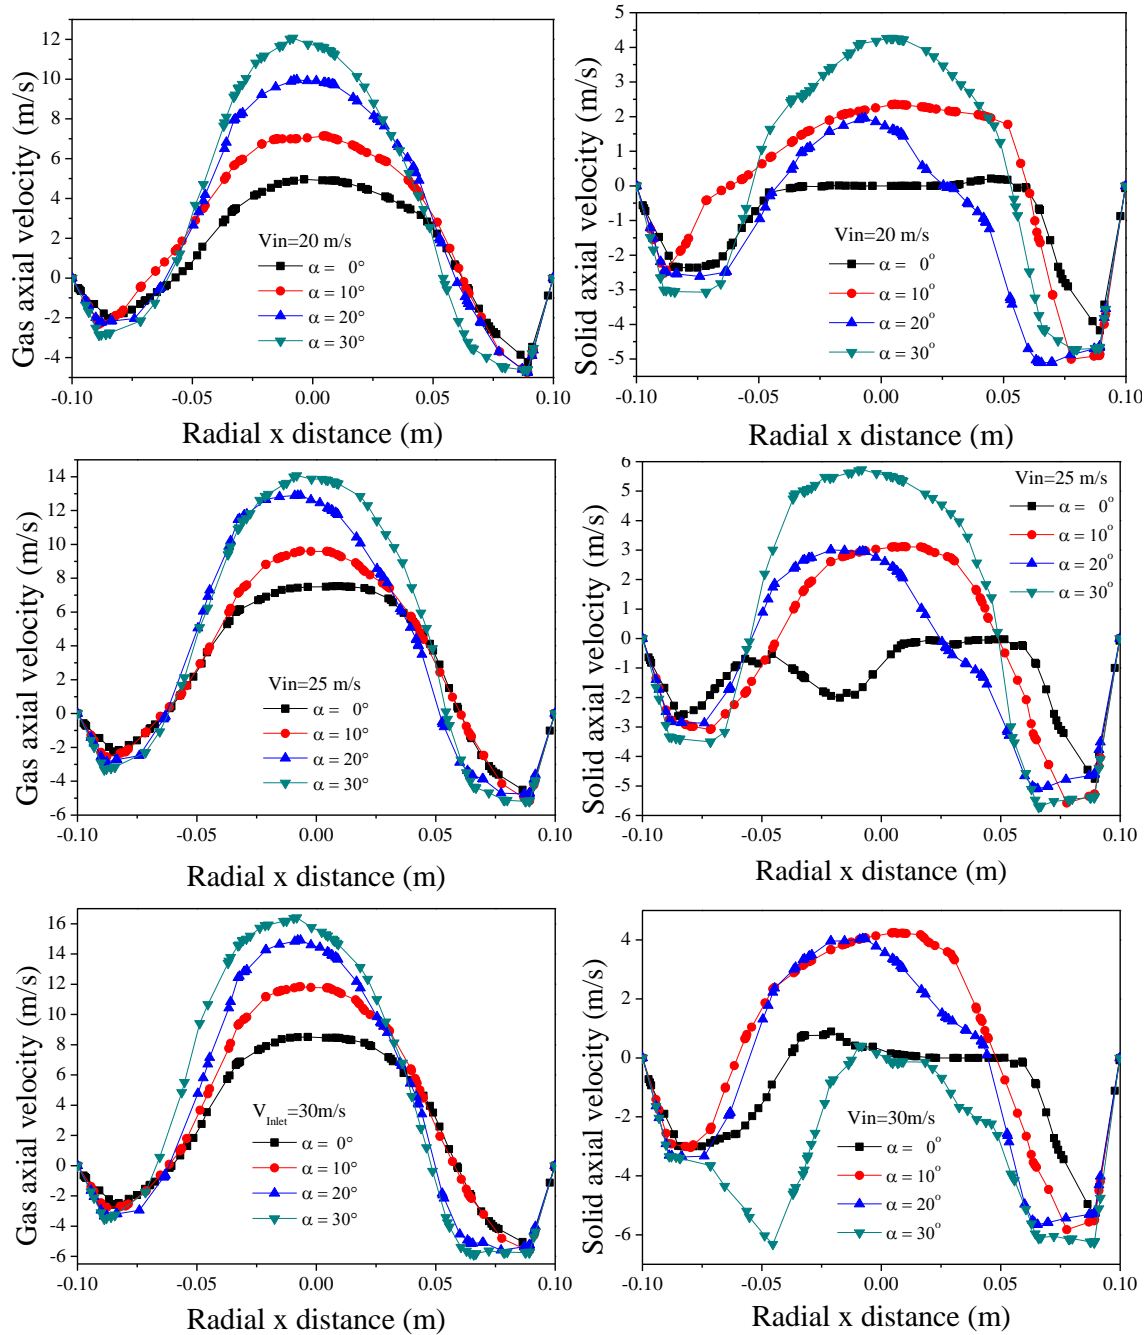 Gas axial velocity (m/s)
12
10
8
6
4
2
0
-2
-4
-0.10
-0.05
0.00
0.05
0.10
Radial x distance (m)
Vin=20 m/s
α = 0°
α = 10°
α = 20°
α = 30°
Solid axial velocity (m/s)
5
4
3
2
1
0
-1
-2
-3
-4
-5
-0.10
-0.05
0.00
0.05
0.10
Radial x distance (m)
Vin=20 m/s
α = 0°
α = 10°
α = 20°
α = 30°
Gas axial velocity (m/s)
14
12
10
8
6
4
2
0
-2
-4
-6
-0.10
-0.05
0.00
0.05
0.10
Radial x distance (m)
Vin=25 m/s
α = 0°
α = 10°
α = 20°
α = 30°
Solid axial velocity (m/s)
6
5
4
3
2
1
0
-1
-2
-3
-4
-5
-6
-0.10
-0.05
0.00
0.05
0.10
Radial x distance (m)
Vin=25 m/s
α = 0°
α = 10°
α = 20°
α = 30°
Gas axial velocity (m/s)
16
14
12
10
8
6
4
2
0
-2
-4
-6
-0.10
-0.05
0.00
0.05
0.10
Radial x distance (m)
V_Inlet=30m/s
α = 0°
α = 10°
α = 20°
α = 30°
Solid axial velocity (m/s)
4
2
0
-2
-4
-6
-0.10
-0.05
0.00
0.05
0.10
Radial x distance (m)
Vin=30m/s
α = 0°
α = 10°
α = 20°
α = 30°